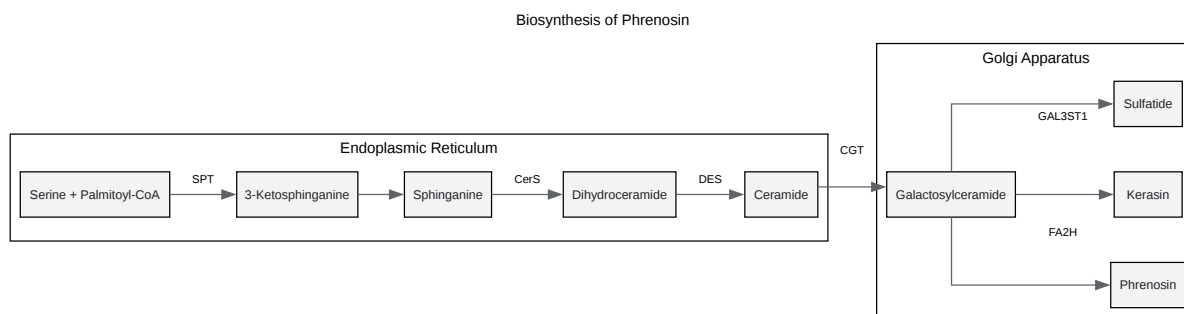 Biosynthesis of Phrenosin
Golgi Apparatus
Sulfatide
GAL3ST1
Endoplasmic Reticulum
CGT
SPT
CerS
DES
Serine + Palmitoyl-CoA
3-Ketosphinganine
Sphinganine
Dihydroceramide
Ceramide
Galactosylceramide
Kerasin
FA2H
Phrenosin